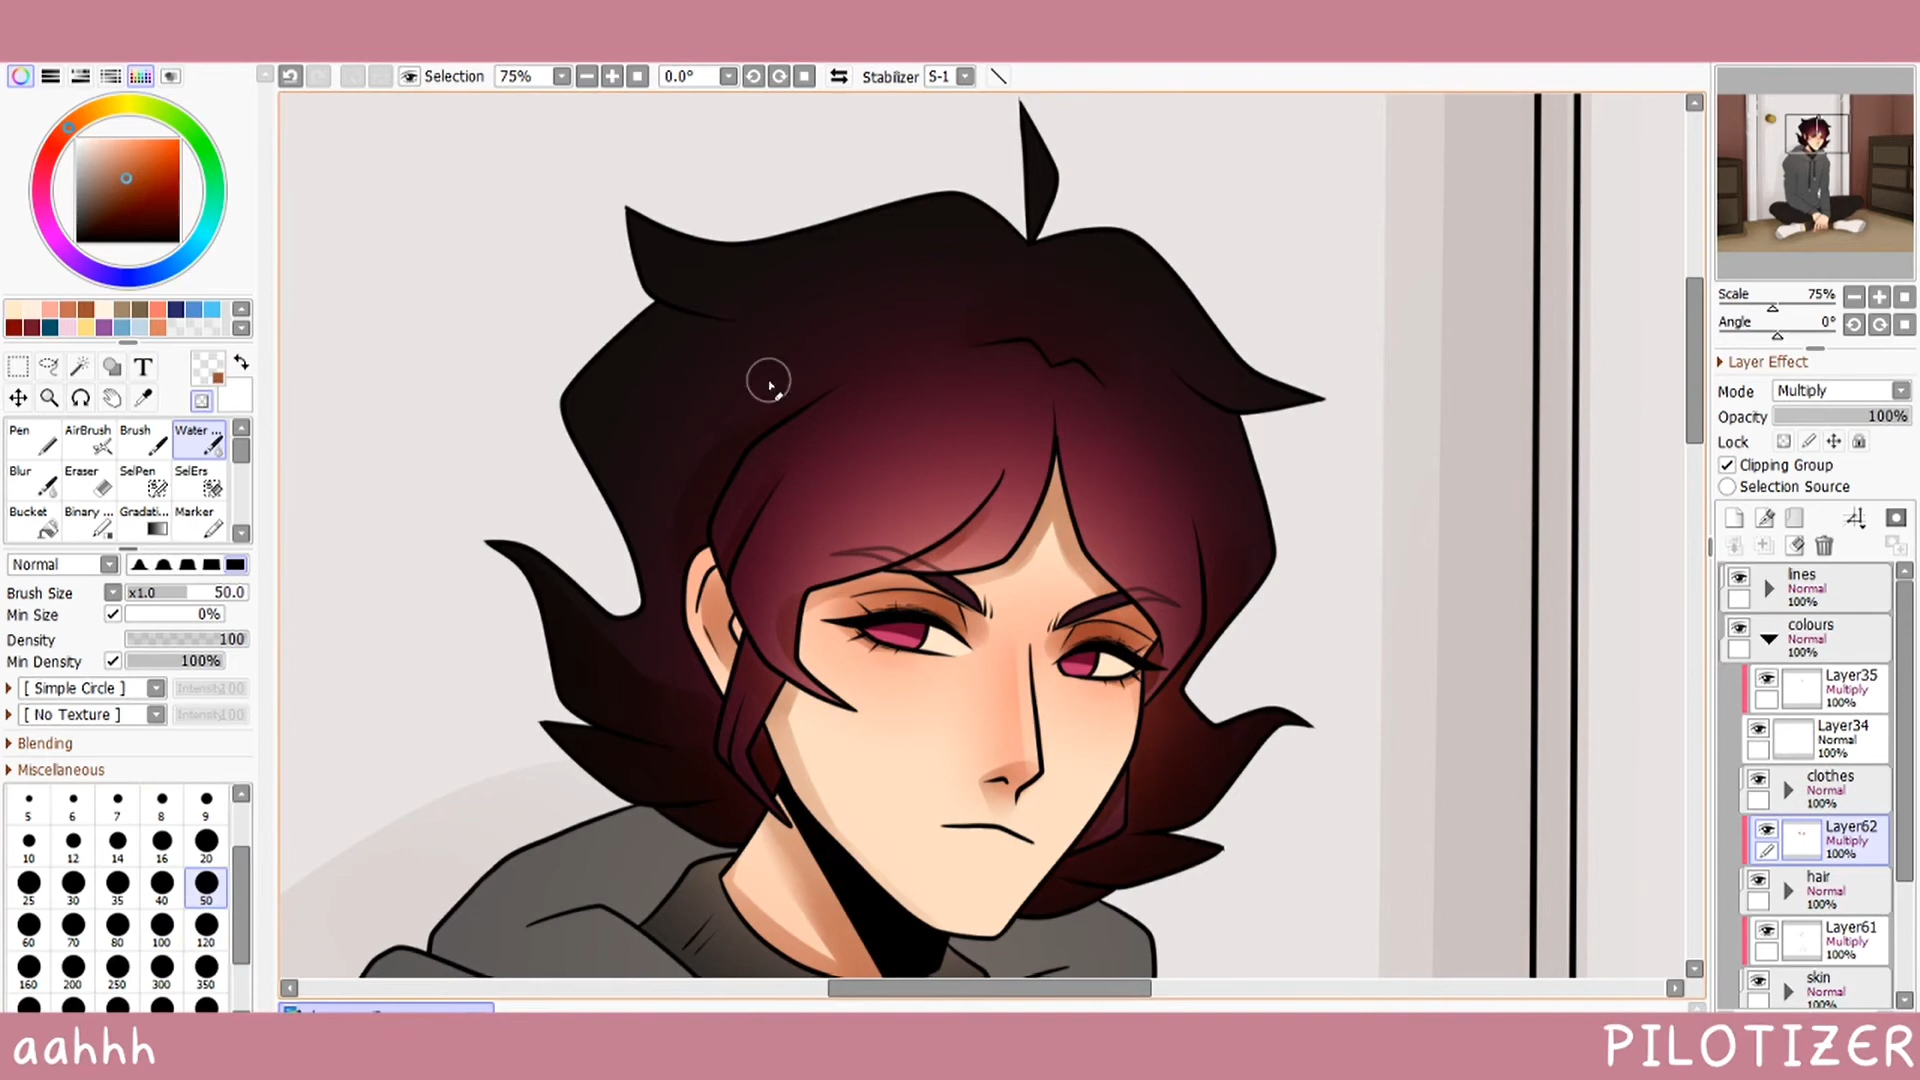 Selection 75% 0.0° Stabilizer S-1
Scale 75%
Angle 0°
Layer Effect
Mode Multiply
Opacity 100%
Lock
Clipping Group
Selection Source
lines
Normal
100%
colours
Normal
100%
Layer35
Multiply
100%
Layer34
Normal
100%
clothes
Normal
100%
Layer62
Multiply
100%
hair
Normal
100%
Layer61
Multiply
100%
skin
Normal
100%
T
Pen AirBrush Brush Water ...
Blur Eraser SelPen SelErs
Bucket Binary ... Gradati... Marker
Normal
Brush Size x1.0 50.0
Min Size 0%
Density 100
Min Density 100%
[ Simple Circle ] Intensity 100
[ No Texture ] Intensity 100
Blending
Miscellaneous
5 6 7 8 9
10 12 14 16 20
25 30 35 40 50
60 70 80 100 120
160 200 250 300 350
aahhh
PILOTIZER